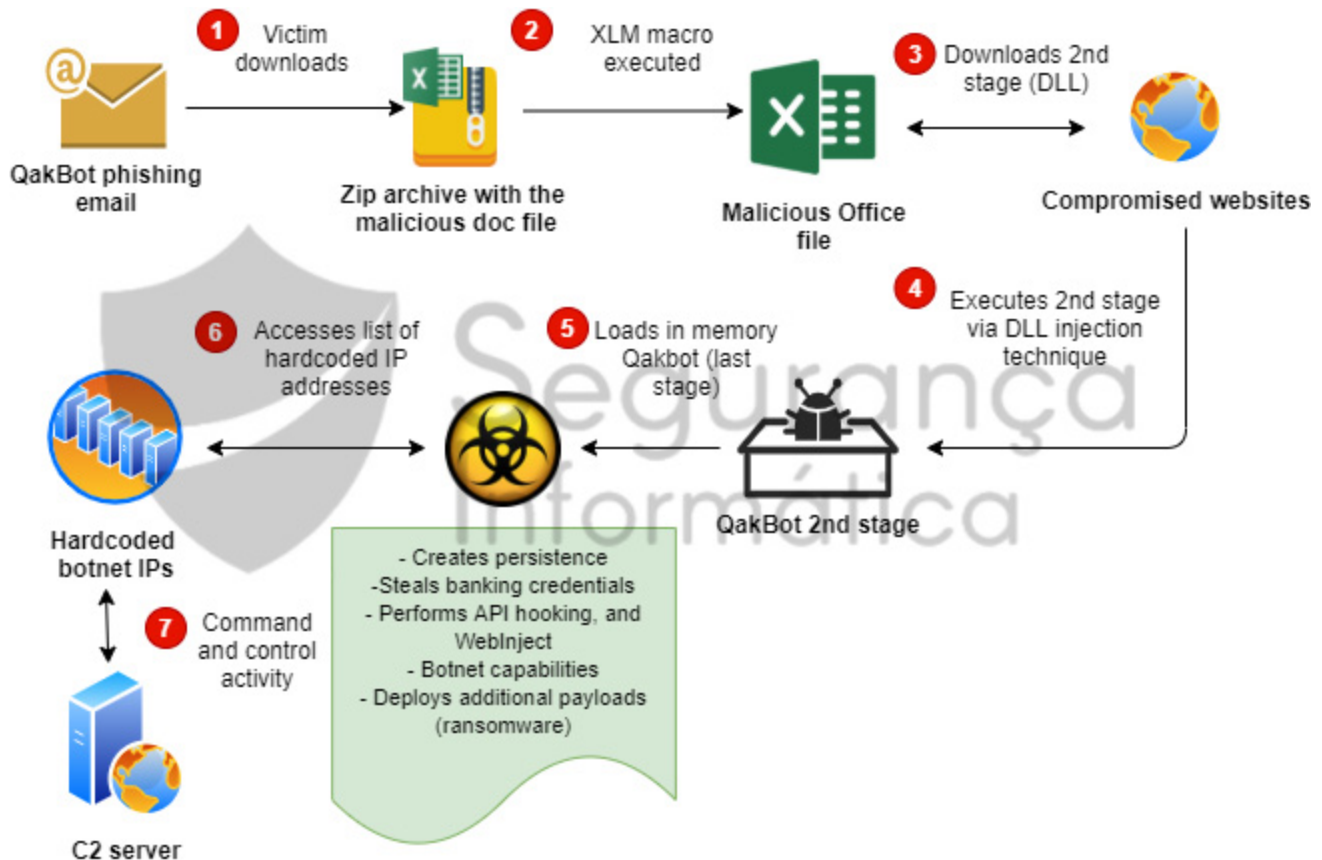 1
Victim
downloads
2
XLM macro
executed
3
Downloads 2nd
stage (DLL)
@
X
X
QakBot phishing
email
Zip archive with the
malicious doc file
Malicious Office
file
Compromised websites
6
Accesses list of
hardcoded IP
addresses
5
Loads in memory
Qakbot (last
stage)
4
Executes 2nd stage
via DLL injection
technique
Segurança
Informática
Hardcoded
botnet IPs
QakBot 2nd stage
- Creates persistence
-Steals banking credentials
- Performs API hooking, and
WebInject
- Botnet capabilities
- Deploys additional payloads
(ransomware)
7
Command
and control
activity
C2 server